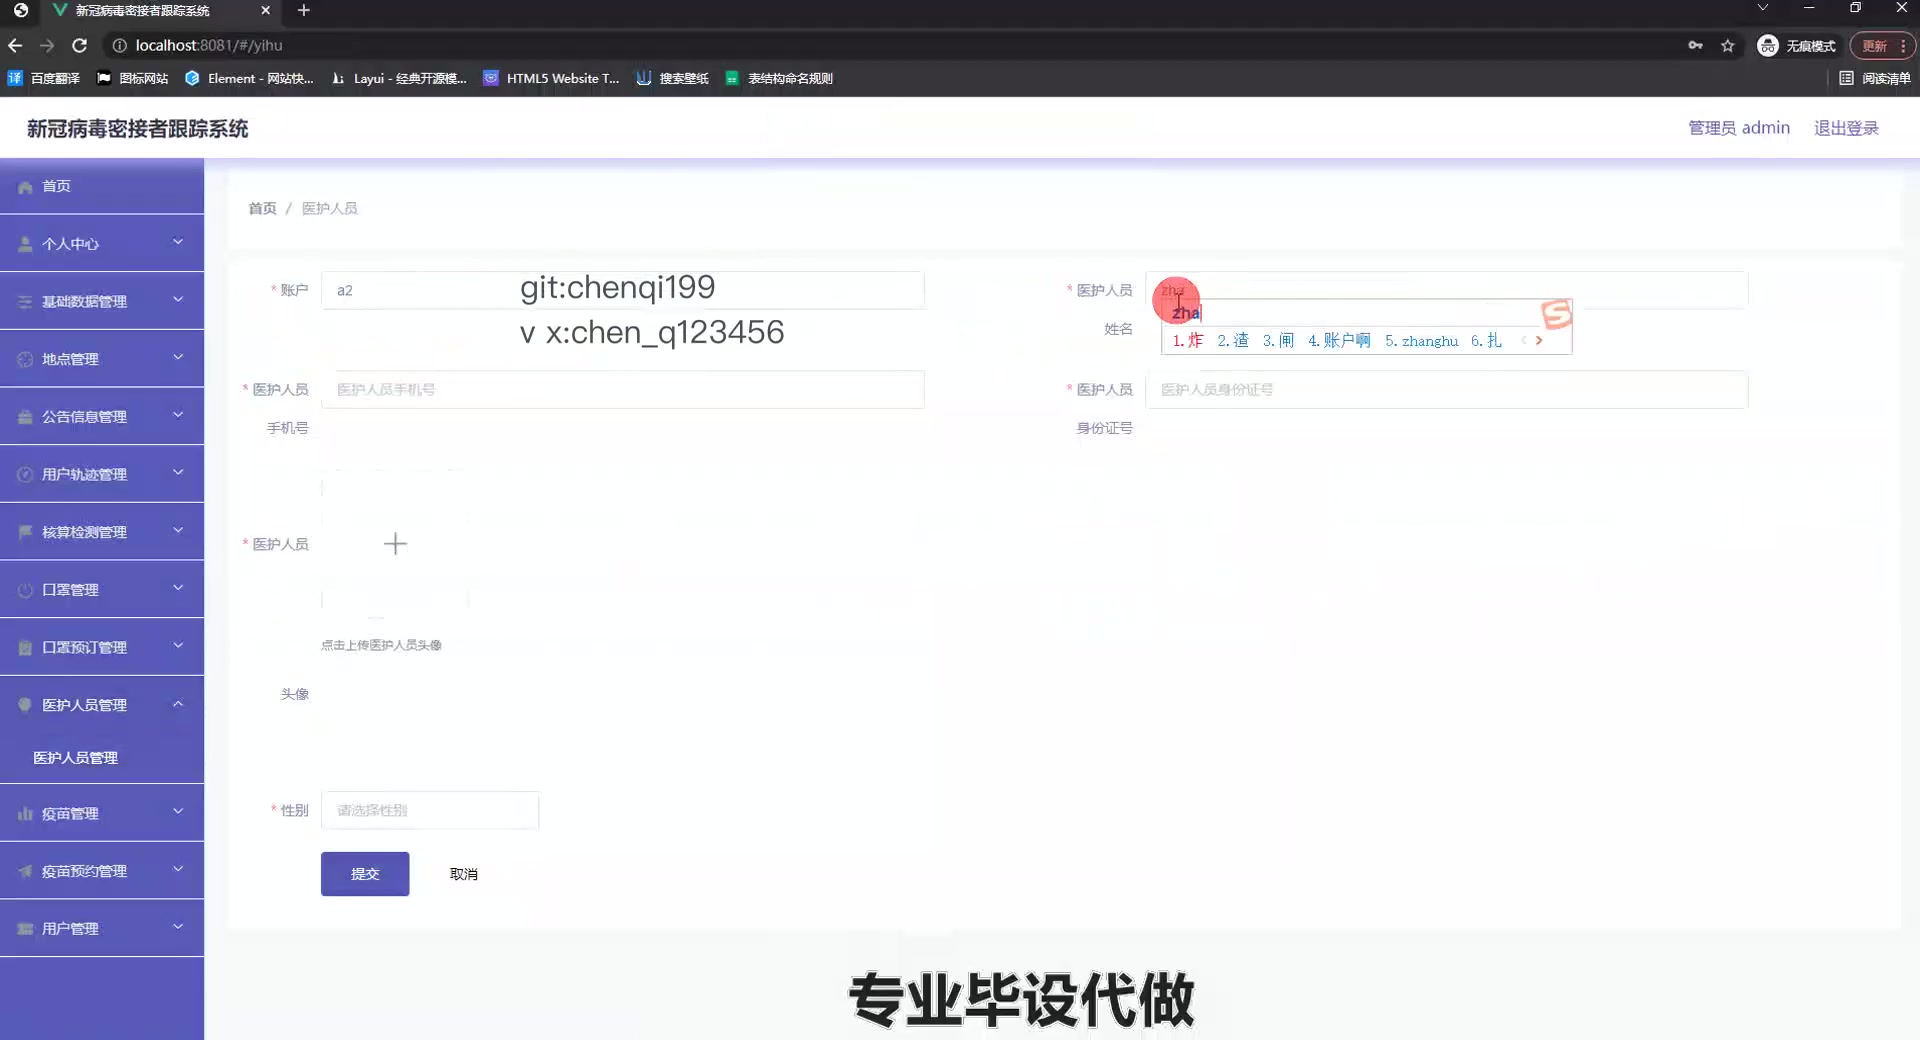 新冠病毒密接者跟踪系统
localhost:8081/#/yihu
无痕模式
更新
百度翻译
图标网站
Element - 网站快...
Layui - 经典开源模...
HTML5 Website T...
搜索壁纸
表结构命名规则
阅读清单
新冠病毒密接者跟踪系统
管理员 admin
退出登录
首页
个人中心
基础数据管理
地点管理
公告信息管理
用户轨迹管理
核算检测管理
口罩管理
口罩预订管理
医护人员管理
医护人员管理
疫苗管理
疫苗预约管理
用户管理
首页 / 医护人员
* 账户
a2
git:chenqi199
v x:chen_q123456
* 医护人员
姓名
zha
zha
1.炸 2.渣 3.闸 4.账户啊 5.zhanghu 6.扎
* 医护人员
手机号
医护人员手机号
* 医护人员
身份证号
医护人员身份证号
* 医护人员
头像
点击上传医护人员头像
* 性别
请选择性别
提交
取消
专业毕设代做